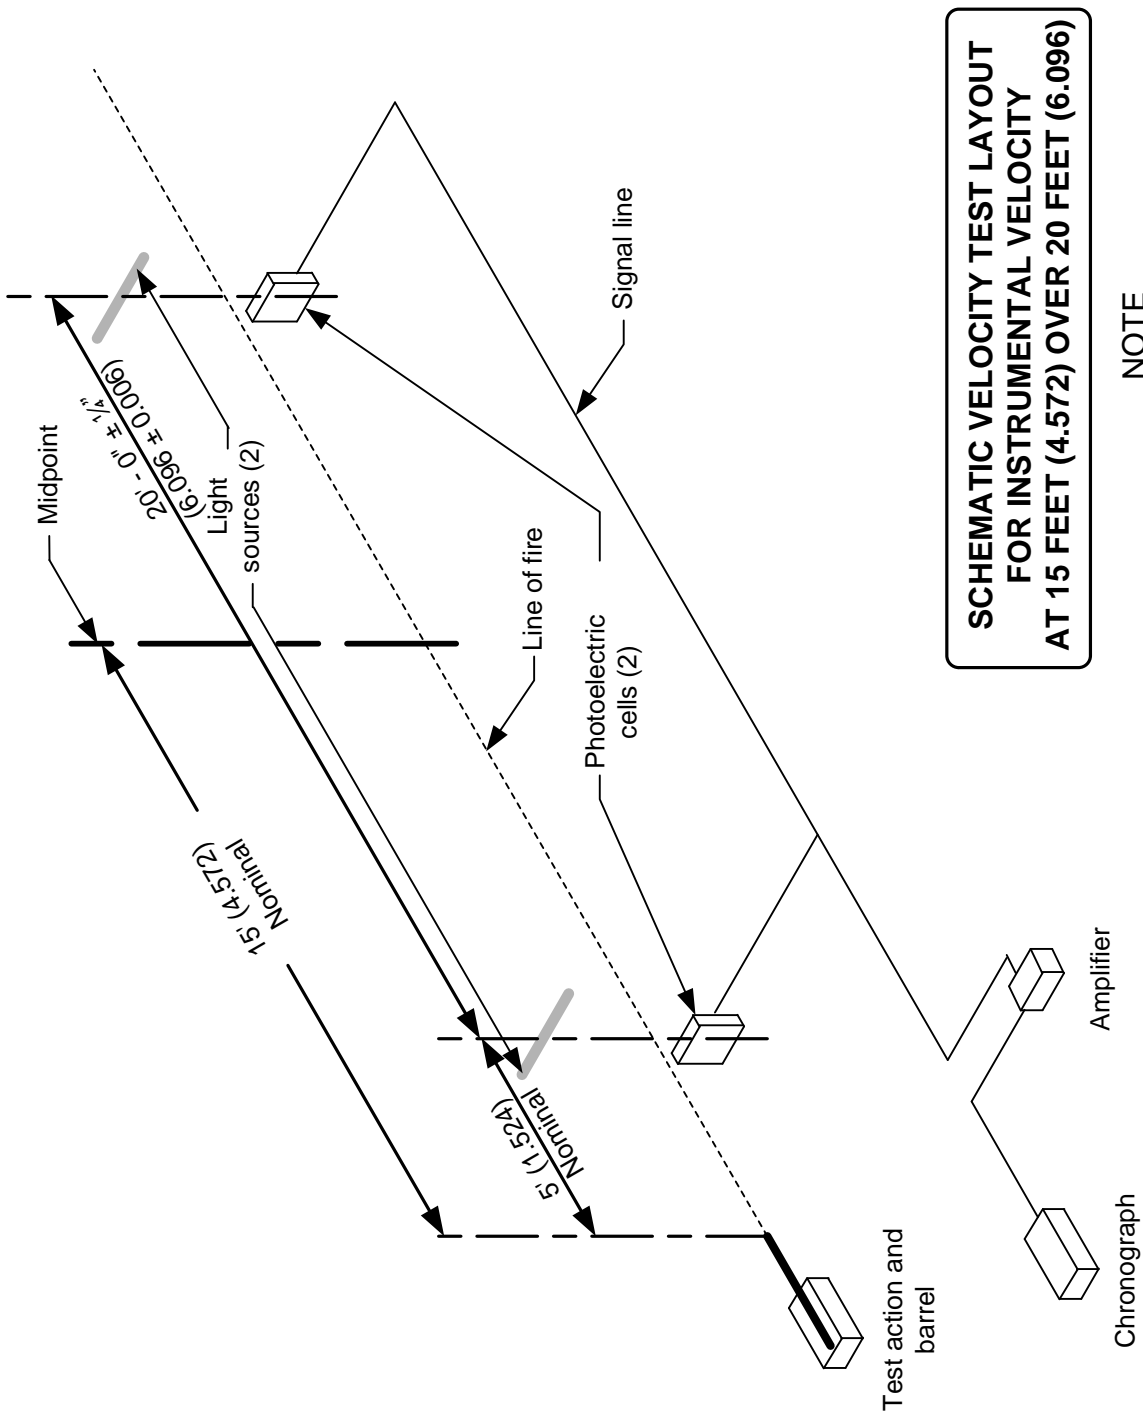 Midpoint
20' - 0" ± ¼"
(6.096 ± 0.006)
Light
sources (2)
15' (4.572)
Nominal
5' (1.524)
Nominal
Signal line
Line of fire
Photoelectric
cells (2)
Test action and
barrel
Amplifier
Chronograph
SCHEMATIC VELOCITY TEST LAYOUT
FOR INSTRUMENTAL VELOCITY
AT 15 FEET (4.572) OVER 20 FEET (6.096)
NOTE